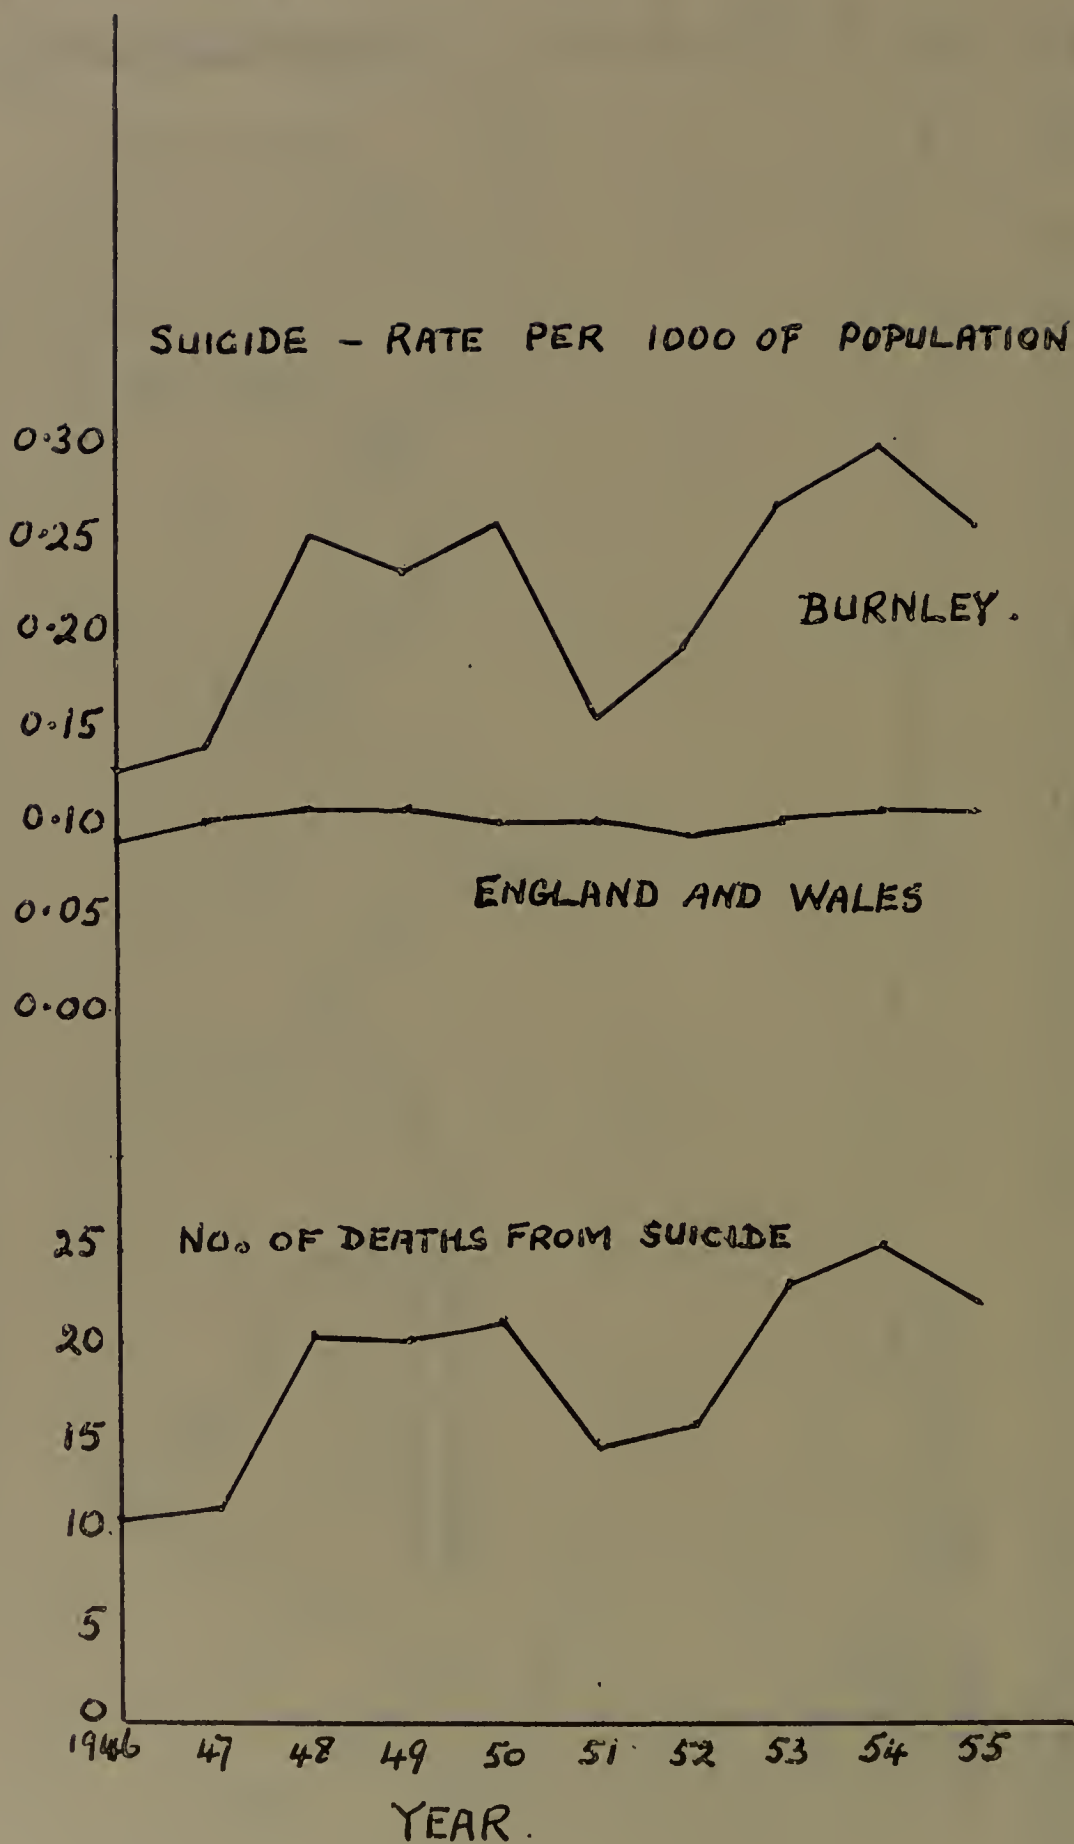 SUICIDE – RATE PER 1000 OF POPULATION
0·30
0·25
BURNLEY.
0·20
0·15
0·10
ENGLAND AND WALES
0·05
0·00
25 NO. OF DEATHS FROM SUICIDE
20
15
10
5
0
1946 47 48 49 50 51 52 53 54 55
YEAR.